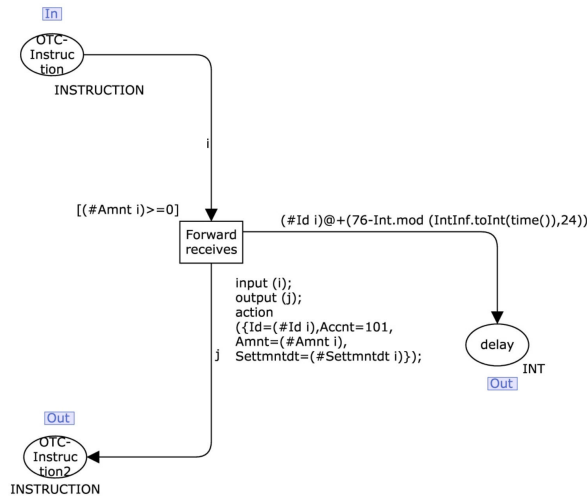 In
OTC-
Instruc
tion
INSTRUCTION
i
[(#Amnt i)>=0]
Forward
receives
(#Id i)@+(76-Int.mod (IntInf.toInt(time()),24))
input (i);
output (j);
action
({Id=(#Id i),Accnt=101,
Amnt=(#Amnt i),
Settmntdt=(#Settmntdt i)});
j
delay
INT
Out
Out
OTC-
Instruc
tion2
INSTRUCTION